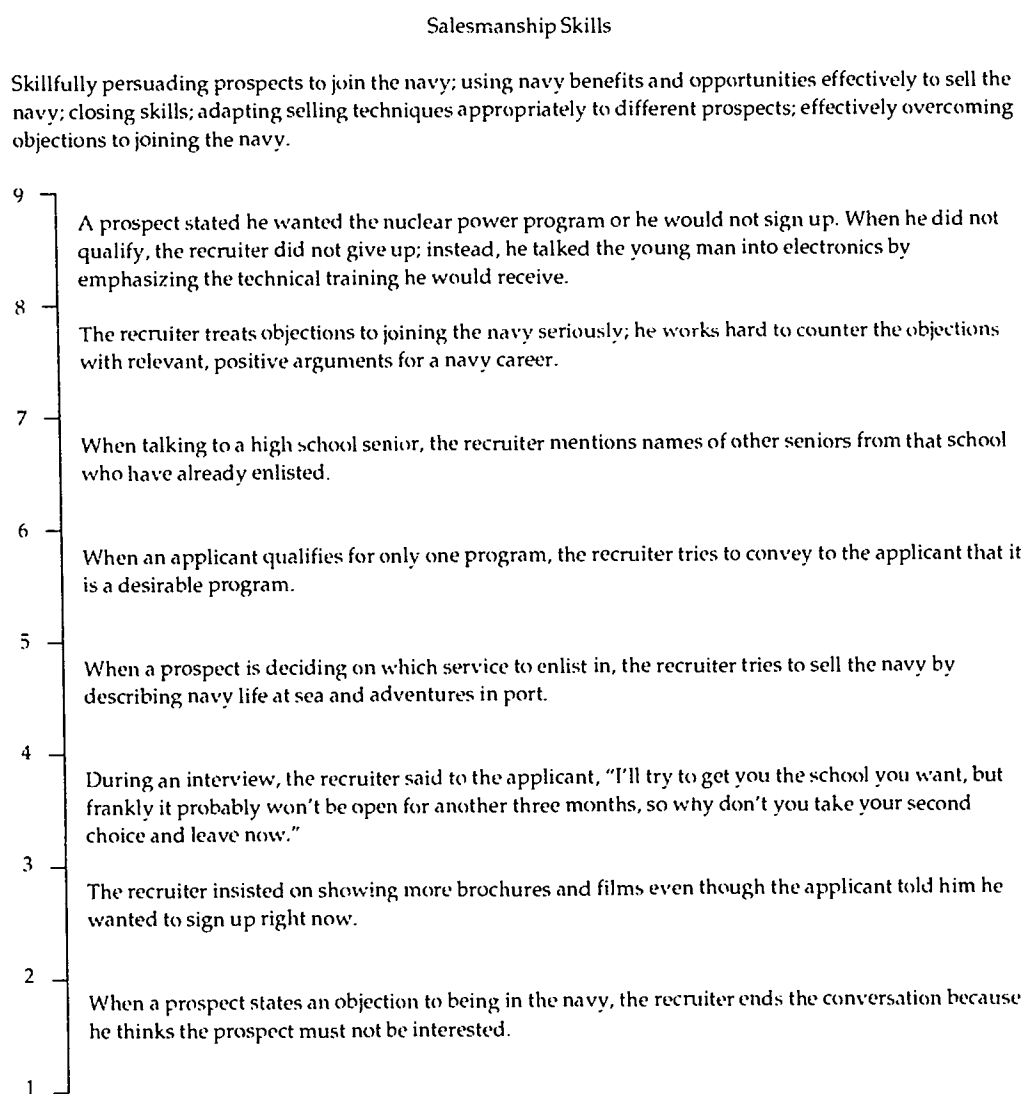 Salesmanship Skills
Skillfully persuading prospects to join the navy; using navy benefits and opportunities effectively to sell the
navy; closing skills; adapting selling techniques appropriately to different prospects; effectively overcoming
objections to joining the navy.
9
A prospect stated he wanted the nuclear power program or he would not sign up. When he did not
qualify, the recruiter did not give up; instead, he talked the young man into electronics by
emphasizing the technical training he would receive.
8
The recruiter treats objections to joining the navy seriously; he works hard to counter the objections
with relevant, positive arguments for a navy career.
7
When talking to a high school senior, the recruiter mentions names of other seniors from that school
who have already enlisted.
6
When an applicant qualifies for only one program, the recruiter tries to convey to the applicant that it
is a desirable program.
5
When a prospect is deciding on which service to enlist in, the recruiter tries to sell the navy by
describing navy life at sea and adventures in port.
4
During an interview, the recruiter said to the applicant, "I'll try to get you the school you want, but
frankly it probably won't be open for another three months, so why don't you take your second
choice and leave now."
3
The recruiter insisted on showing more brochures and films even though the applicant told him he
wanted to sign up right now.
2
When a prospect states an objection to being in the navy, the recruiter ends the conversation because
he thinks the prospect must not be interested.
1